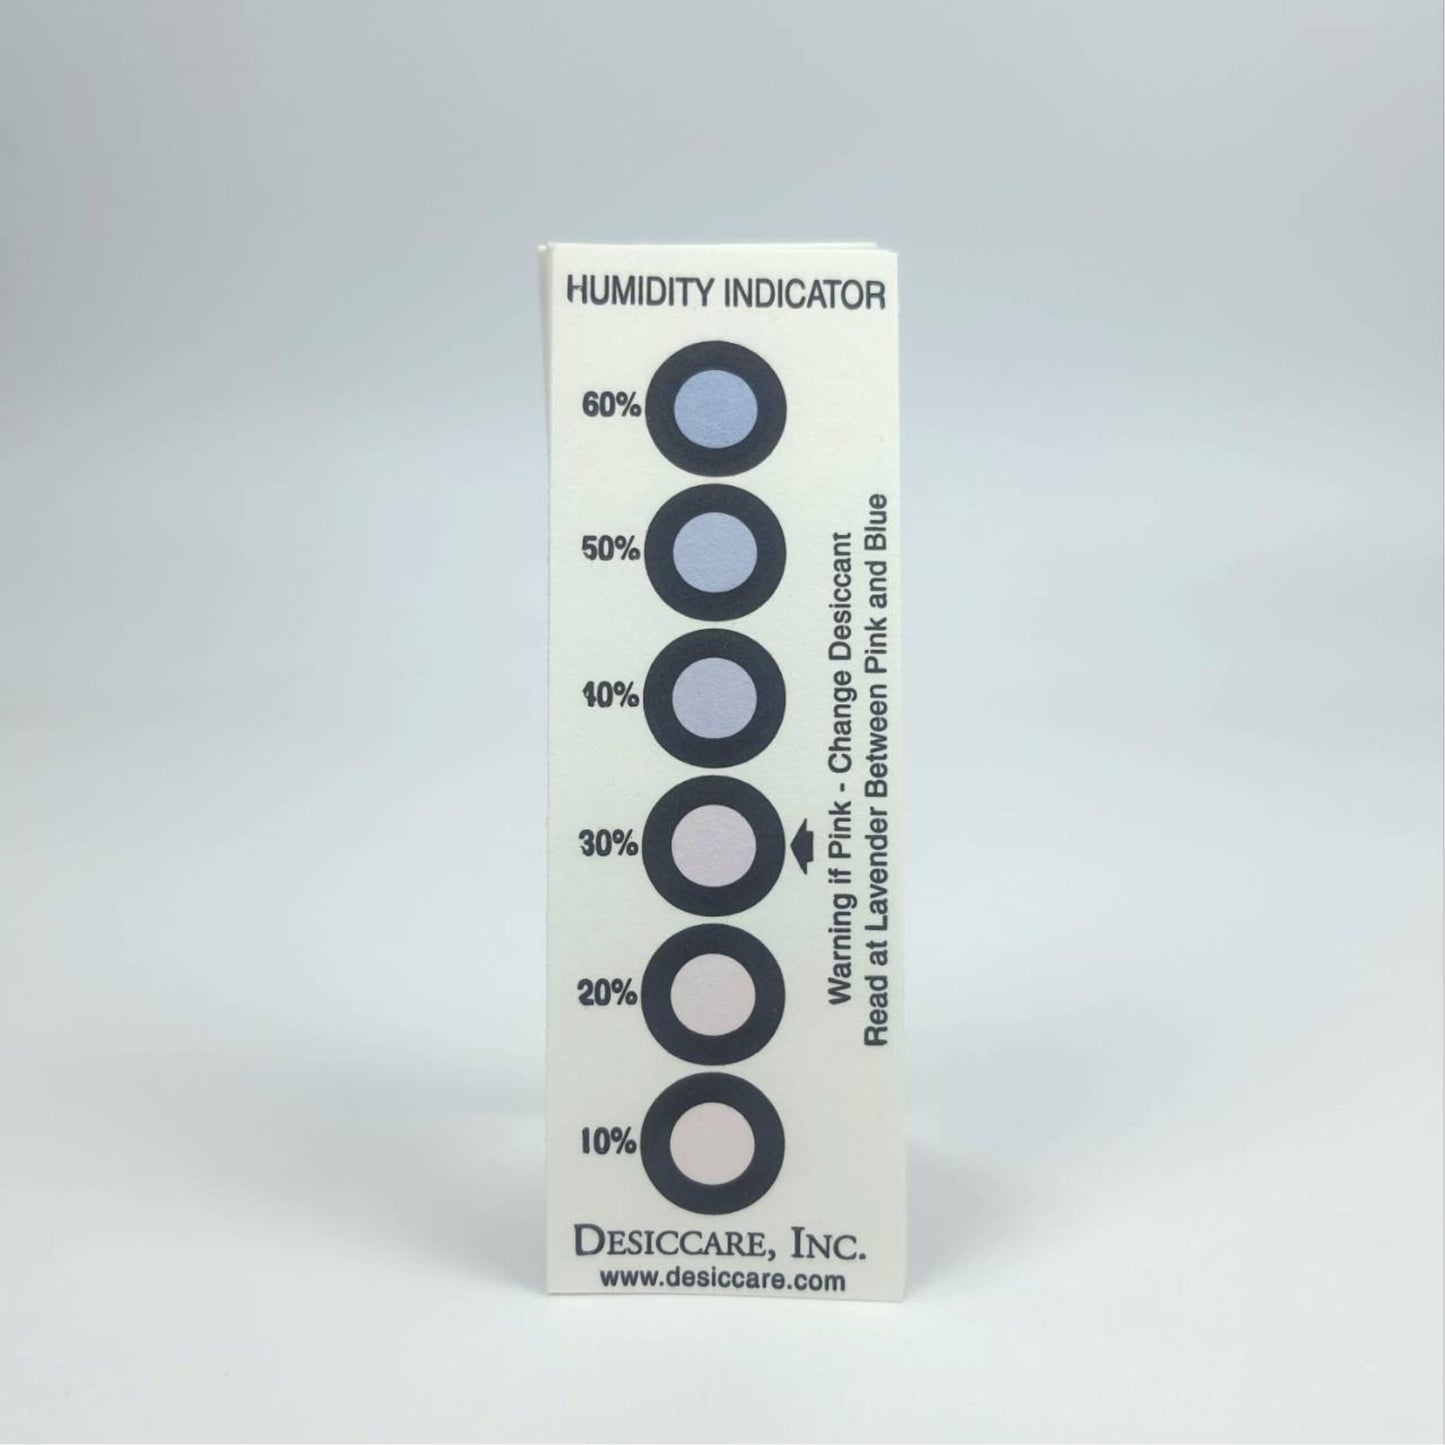 HUMIDITY INDICATOR
60%
50%
40%
30%
20%
10%
Warning if Pink - Change Desiccant
Read at Lavender Between Pink and Blue
DESICCARE, INC.
www.desiccare.com